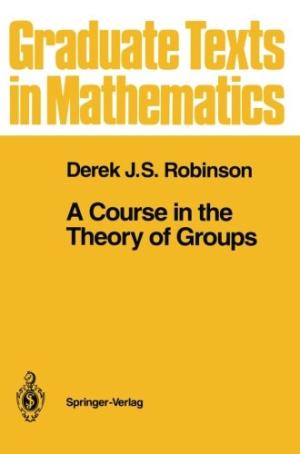 Graduate Texts
in Mathematics
Derek J.S. Robinson
A Course in the
Theory of Groups
Springer-Verlag